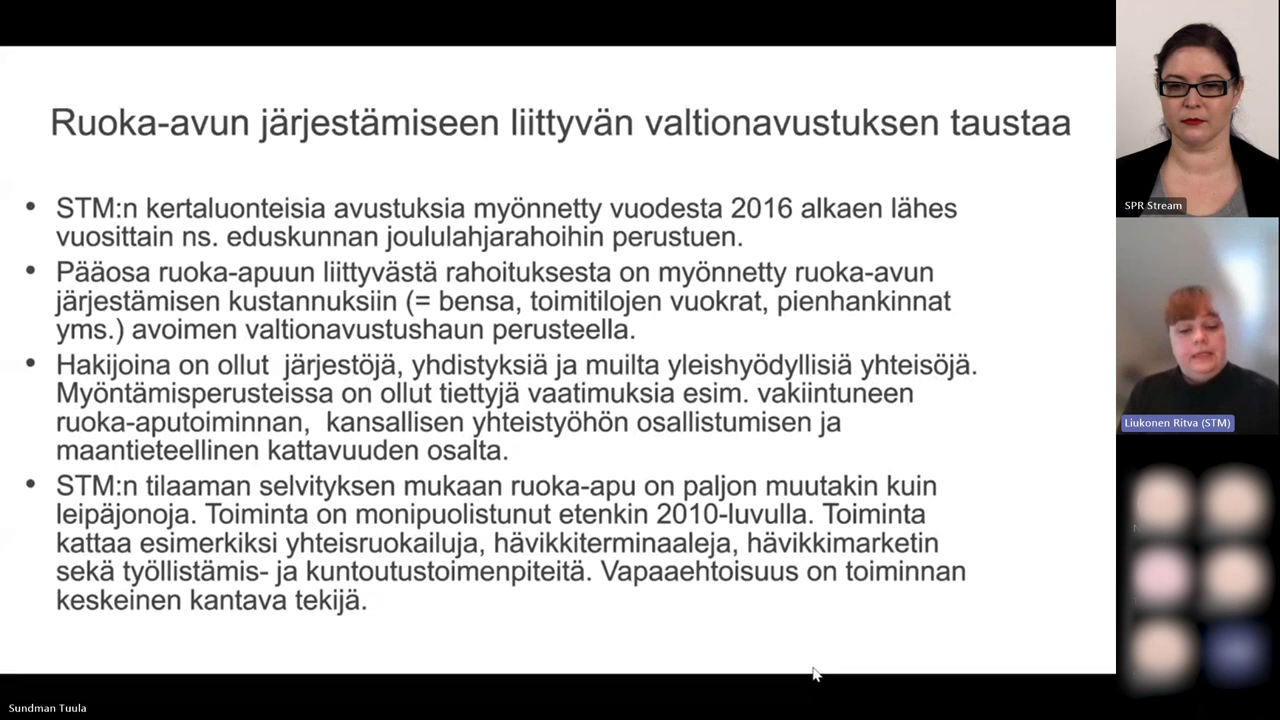 Ruoka-avun järjestämiseen liittyvän valtionavustuksen taustaa
• STM:n kertaluonteisia avustuksia myönnetty vuodesta 2016 alkaen lähes
vuosittain ns. eduskunnan joululahjarahoihin perustuen.
• Pääosa ruoka-apuun liittyvästä rahoituksesta on myönnetty ruoka-avun
järjestämisen kustannuksiin (= bensa, toimitilojen vuokrat, pienhankinnat
yms.) avoimen valtionavustushaun perusteella.
• Hakijoina on ollut  järjestöjä, yhdistyksiä ja muilta yleishyödyllisiä yhteisöjä.
Myöntämisperusteissa on ollut tiettyjä vaatimuksia esim. vakiintuneen
ruoka-aputoiminnan,  kansallisen yhteistyöhön osallistumisen ja
maantieteellinen kattavuuden osalta.
• STM:n tilaaman selvityksen mukaan ruoka-apu on paljon muutakin kuin
leipäjonoja. Toiminta on monipuolistunut etenkin 2010-luvulla. Toiminta
kattaa esimerkiksi yhteisruokailuja, hävikkiterminaaleja, hävikkimarketin
sekä työllistämis- ja kuntoutustoimenpiteitä. Vapaaehtoisuus on toiminnan
keskeinen kantava tekijä.
SPR Stream
Liukonen Ritva (STM)
Sundman Tuula